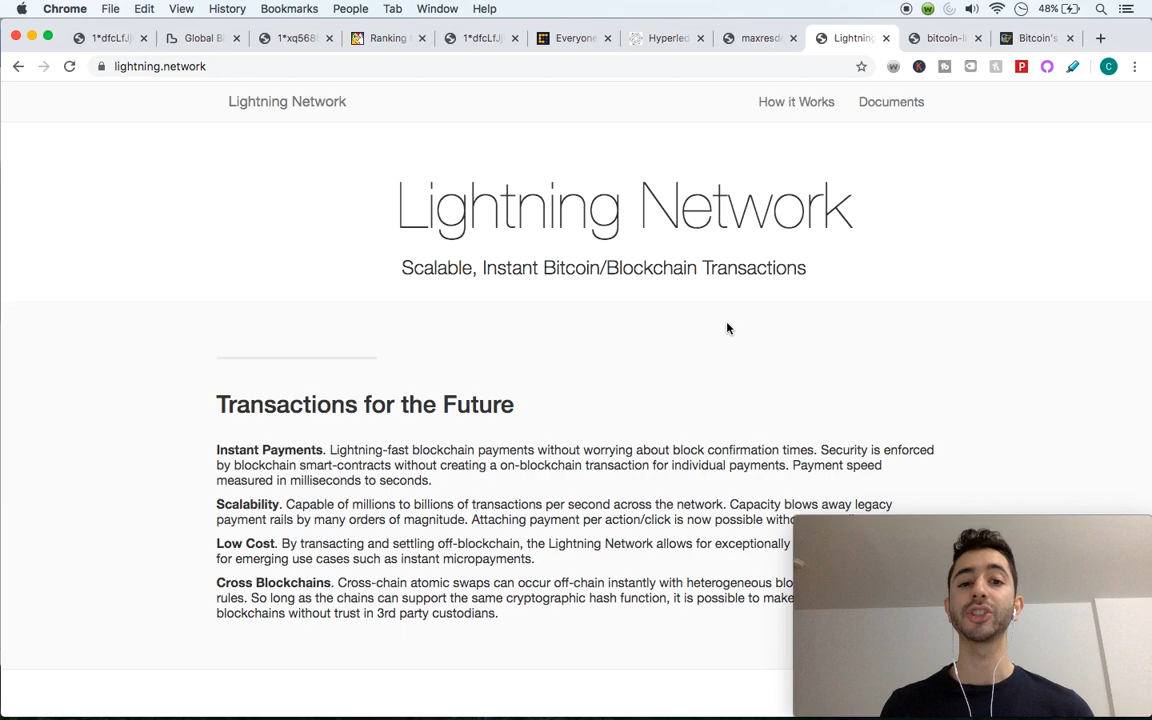 Chrome File Edit View History Bookmarks People Tab Window Help 48%
1*dfcLfJj Global B 1*xq568 Ranking 1*dfcLfJj Everyone Hyperled maxresd Lightning bitcoin-l Bitcoin's
lightning.network
Lightning Network How it Works Documents
Lightning Network
Scalable, Instant Bitcoin/Blockchain Transactions
Transactions for the Future
Instant Payments. Lightning-fast blockchain payments without worrying about block confirmation times. Security is enforced
by blockchain smart-contracts without creating a on-blockchain transaction for individual payments. Payment speed
measured in milliseconds to seconds.
Scalability. Capable of millions to billions of transactions per second across the network. Capacity blows away legacy
payment rails by many orders of magnitude. Attaching payment per action/click is now possible witho
Low Cost. By transacting and settling off-blockchain, the Lightning Network allows for exceptionally
for emerging use cases such as instant micropayments.
Cross Blockchains. Cross-chain atomic swaps can occur off-chain instantly with heterogeneous blo
rules. So long as the chains can support the same cryptographic hash function, it is possible to make
blockchains without trust in 3rd party custodians.